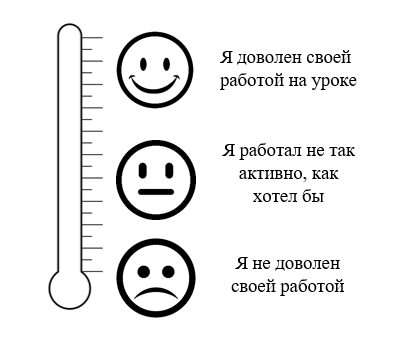 Я доволен своей
работой на уроке
Я работал не так
активно, как
хотел бы
Я не доволен
своей работой